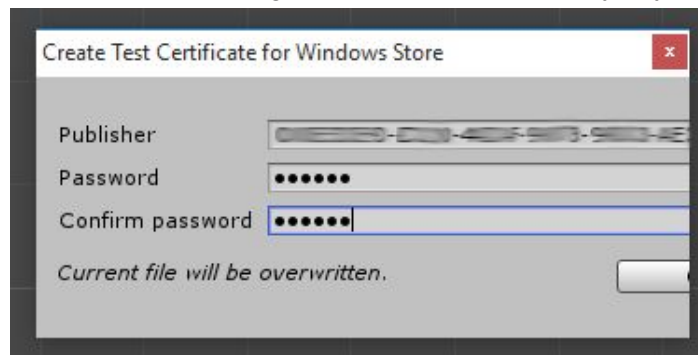 Create Test Certificate for Windows Store
Publisher
Password ●●●●●●
Confirm password ●●●●●●
Current file will be overwritten.